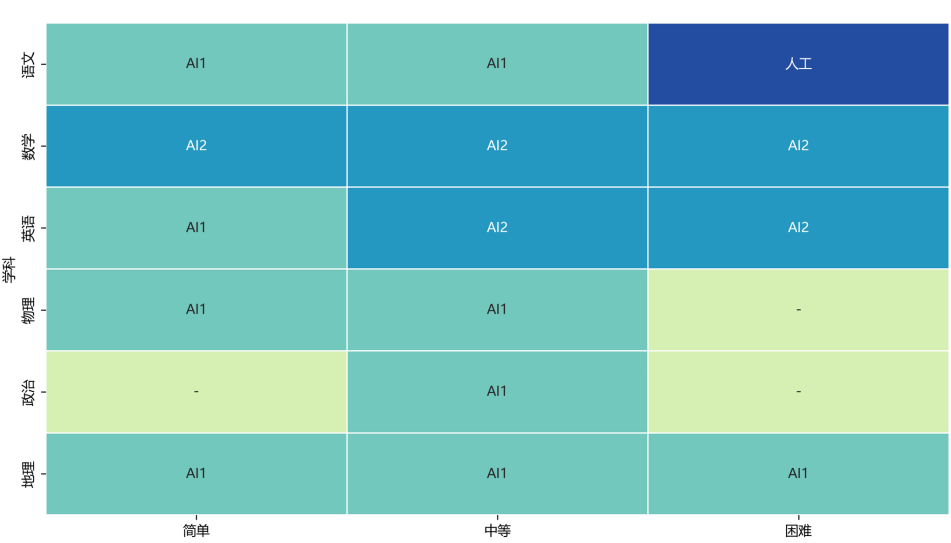 语文 AI1 AI1 人工
数学 AI2 AI2 AI2
英语 AI1 AI2 AI2
学科
物理 AI1 AI1 -
政治 - AI1 -
地理 AI1 AI1 AI1
简单 中等 困难